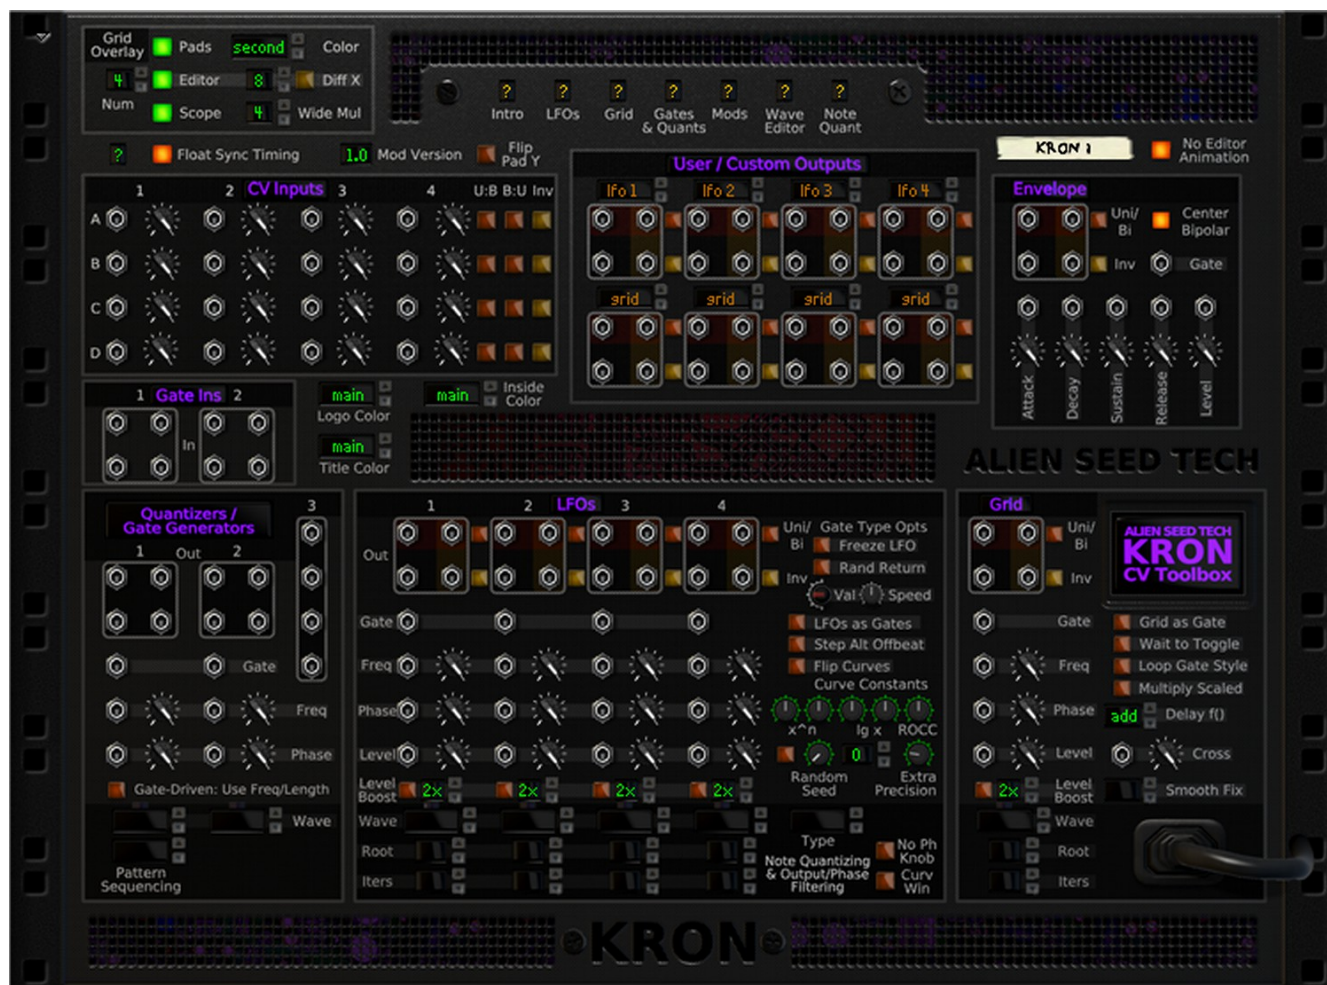 Grid
Overlay
Pads
second
Color
4
Editor
8
Diff X
Num
Scope
4
Wide Mul
? ? ? ? ? ? ?
Intro LFOs Grid Gates
& Quants Mods Wave
Editor Note
Quant
?
Float Sync Timing
1.0 Mod Version
Flip
Pad Y
User / Custom Outputs
KRON 1
No Editor
Animation
1 2 CV Inputs 3 4 U:B B:U Inv
A
B
C
D
lfo 1 lfo 2 lfo 3 lfo 4
grid grid grid grid
Envelope
Uni/
Bi
Center
Bipolar
Inv
Gate
Attack
Decay
Sustain
Release
Level
1 Gate Ins 2
In
main
Logo Color
main
Inside
Color
main
Title Color
ALIEN SEED TECH
Quantizers /
Gate Generators
3
1 Out 2
Gate
Freq
Phase
Gate-Driven: Use Freq/Length
Wave
Pattern
Sequencing
1 2 LFOs 3 4
Out
Uni/
Bi
Inv
Gate
Freq
Phase
Level
Level
Boost
2x 2x 2x 2x
Wave
Root
Iters
Gate Type Opts
Freeze LFO
Rand Return
Val Speed
LFOs as Gates
Step Alt Offbeat
Flip Curves
Curve Constants
x^n lg x ROCC
0
Random
Seed
Extra
Precision
Type
Note Quantizing
& Output/Phase
Filtering
No Ph
Knob
Curv
Win
Grid
Uni/
Bi
Inv
Gate
Freq
Phase
Level
2x
Level
Boost
Wave
Root
Iters
ALIEN SEED TECH
KRON
CV Toolbox
Grid as Gate
Wait to Toggle
Loop Gate Style
Multiply Scaled
add
Delay f()
Cross
Smooth Fix
KRON